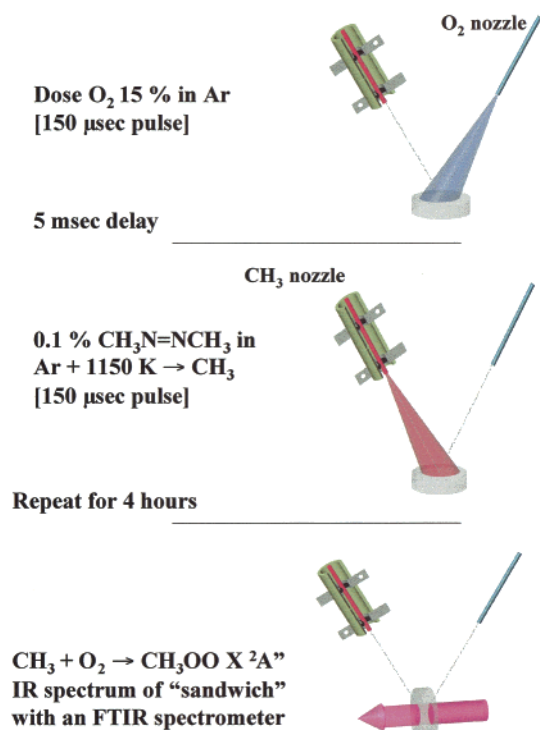 O₂ nozzle
Dose O₂ 15 % in Ar
[150 μsec pulse]
5 msec delay
CH₃ nozzle
0.1 % CH₃N=NCH₃ in
Ar + 1150 K → CH₃
[150 μsec pulse]
Repeat for 4 hours
CH₃ + O₂ → CH₃OO X ²A”
IR spectrum of “sandwich”
with an FTIR spectrometer